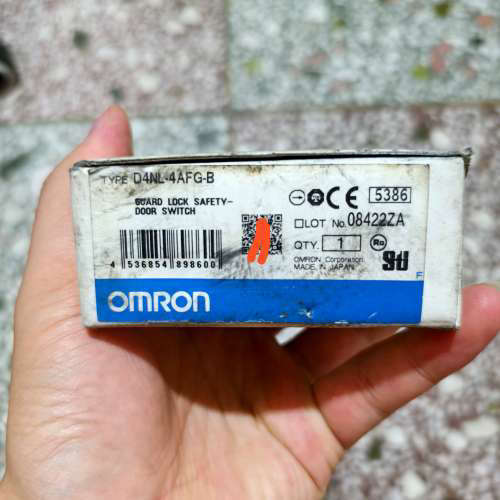 TYPE D4NL-4AFG-B
GUARD LOCK SAFETY-
DOOR SWITCH
4 536854 898600
CE
5386
LOT No. 08422ZA
QTY. 1
OMRON Corporation
MADE IN JAPAN
F
OMRON